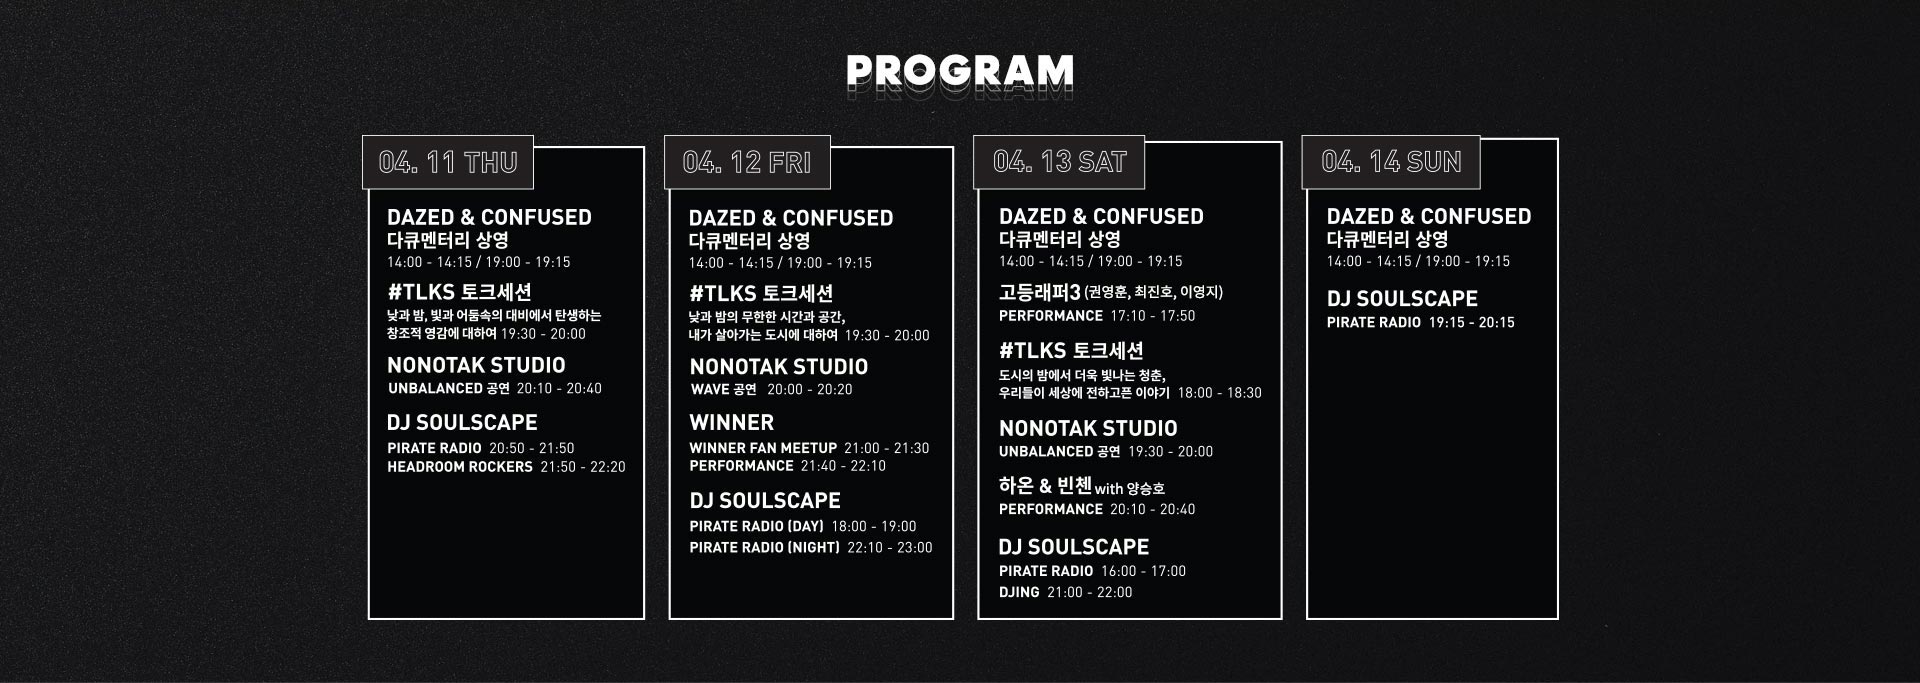 PROGRAM
04. 11 THU
DAZED & CONFUSED
다큐멘터리 상영
14:00 - 14:15 / 19:00 - 19:15
#TLKS 토크세션
낮과 밤, 빛과 어둠속의 대비에서 탄생하는
창조적 영감에 대하여 19:30 - 20:00
NONOTAK STUDIO
UNBALANCED 공연 20:10 - 20:40
DJ SOULSCAPE
PIRATE RADIO 20:50 - 21:50
HEADROOM ROCKERS 21:50 - 22:20
04. 12 FRI
DAZED & CONFUSED
다큐멘터리 상영
14:00 - 14:15 / 19:00 - 19:15
#TLKS 토크세션
낮과 밤의 무한한 시간과 공간,
내가 살아가는 도시에 대하여 19:30 - 20:00
NONOTAK STUDIO
WAVE 공연 20:00 - 20:20
WINNER
WINNER FAN MEETUP 21:00 - 21:30
PERFORMANCE 21:40 - 22:10
DJ SOULSCAPE
PIRATE RADIO (DAY) 18:00 - 19:00
PIRATE RADIO (NIGHT) 22:10 - 23:00
04. 13 SAT
DAZED & CONFUSED
다큐멘터리 상영
14:00 - 14:15 / 19:00 - 19:15
고등래퍼3 (권영훈, 최진호, 이영지)
PERFORMANCE 17:10 - 17:50
#TLKS 토크세션
도시의 밤에서 더욱 빛나는 청춘,
우리들이 세상에 전하고픈 이야기 18:00 - 18:30
NONOTAK STUDIO
UNBALANCED 공연 19:30 - 20:00
하온 & 빈첸 with 양승호
PERFORMANCE 20:10 - 20:40
DJ SOULSCAPE
PIRATE RADIO 16:00 - 17:00
DJING 21:00 - 22:00
04. 14 SUN
DAZED & CONFUSED
다큐멘터리 상영
14:00 - 14:15 / 19:00 - 19:15
DJ SOULSCAPE
PIRATE RADIO 19:15 - 20:15